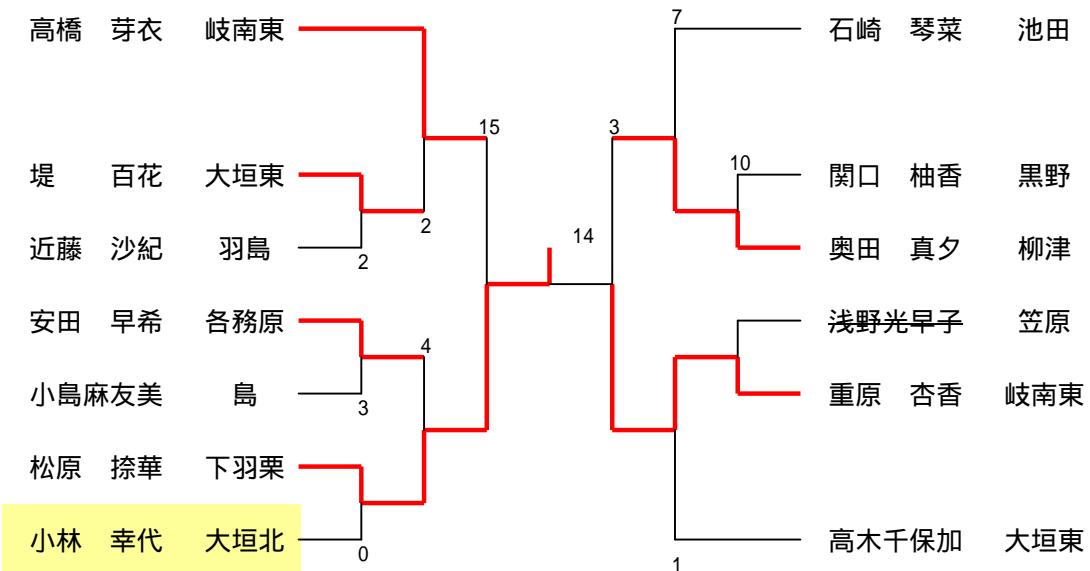 高橋 芽衣 岐南東
堤 百花 大垣東
近藤 沙紀 羽島
安田 早希 各務原
小島麻友美 島
松原 捺華 下羽栗
小林 幸代 大垣北
15
2
2
4
3
0
14
7
3
10
1
石崎 琴菜 池田
関口 柚香 黒野
奥田 真夕 柳津
浅野光早子 笠原
重原 杏香 岐南東
高木千保加 大垣東